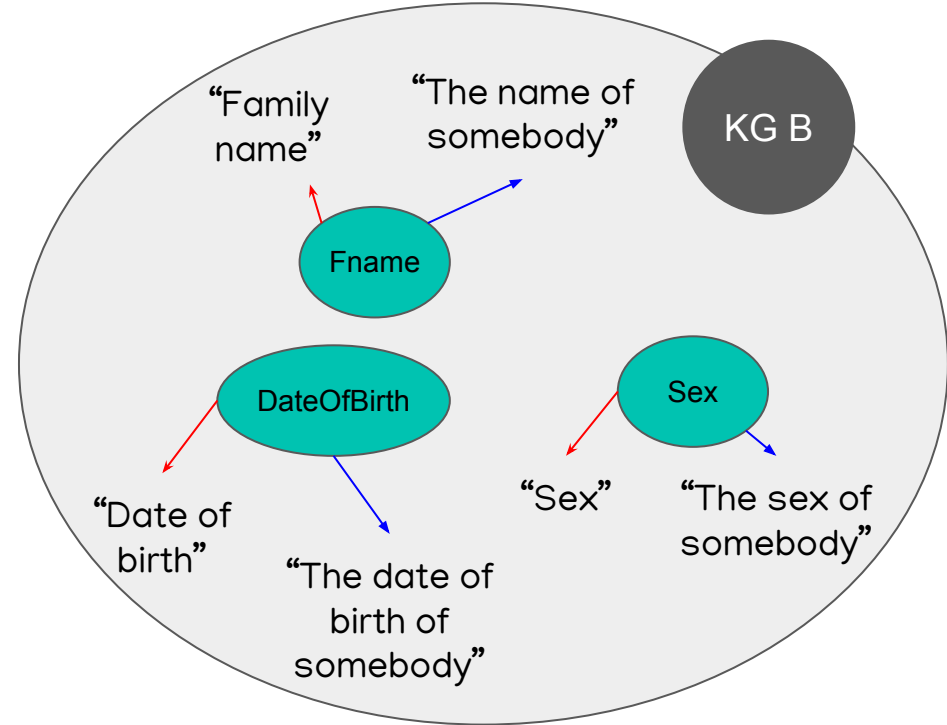 “Family
name”
“The name of
somebody”
KG B
Fname
DateOfBirth
Sex
“Date of
birth”
“The date of
birth of
somebody”
“Sex”
“The sex of
somebody”